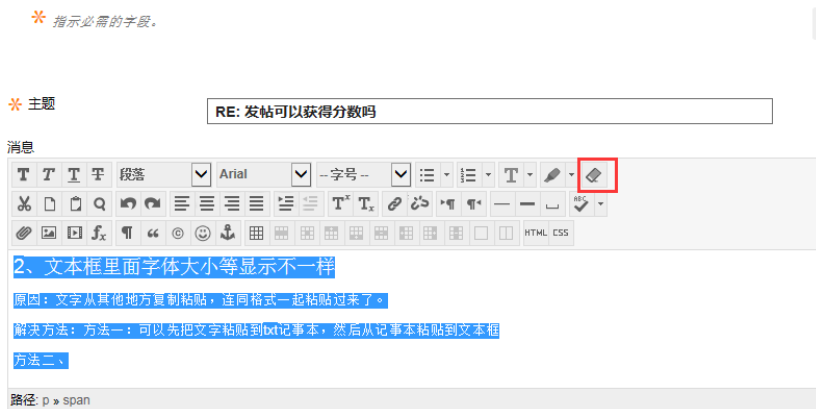 指示必需的字段。
主题
RE: 发帖可以获得分数吗
消息
T T T T 段落 Arial -- 字号 -- T
Tx Tx ABC
fx HTML CSS
2、文本框里面字体大小等显示不一样
原因：文字从其他地方复制粘贴，连同格式一起粘贴过来了。
解决方法：方法一：可以先把文字粘贴到txt记事本，然后从记事本粘贴到文本框
方法二、
路径: p » span